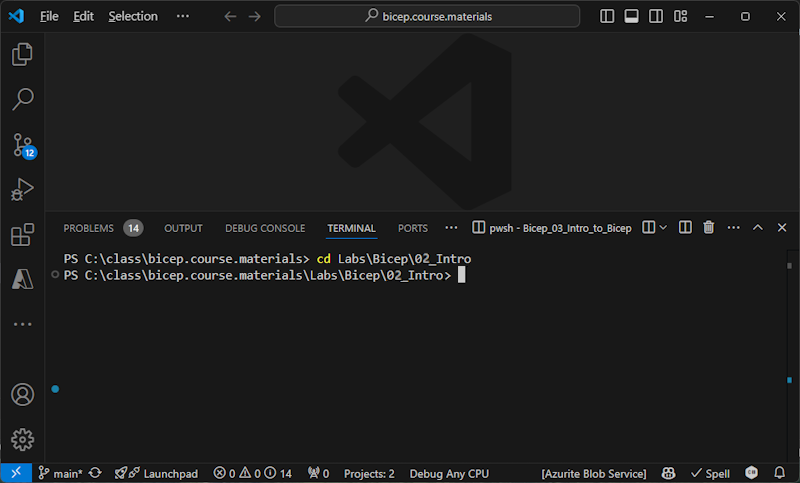 File Edit Selection ··· bicep.course.materials
12
PROBLEMS 14 OUTPUT DEBUG CONSOLE TERMINAL PORTS ··· pwsh - Bicep_03_Intro_to_Bicep ···
PS C:\class\bicep.course.materials> cd Labs\Bicep\02_Intro
PS C:\class\bicep.course.materials\Labs\Bicep\02_Intro>
main* Launchpad 0 0 14 0 Projects: 2 Debug Any CPU [Azurite Blob Service] Spell